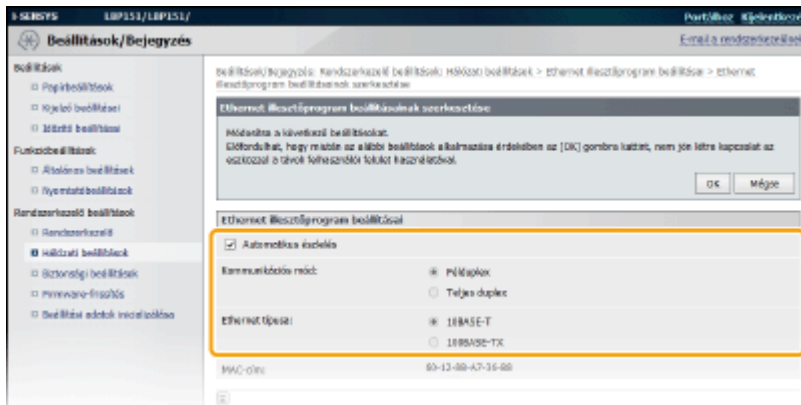 i-SENSYS LBP151/LBP151/ Portálhoz Kijelentkezés
Beállítások/Bejegyzés
E-mail a rendszerkezelőnek
Beállítások
Papírbeállítások
Kijelző beállításai
Időzítő beállításai
Funkcióbeállítások
Általános beállítások
Nyomtatóbeállítások
Rendszerkezelő beállítások
Rendszerkezelő
Hálózati beállítások
Biztonsági beállítások
Firmware-frissítés
Beállítási adatok inicializálása
Beállítások/Bejegyzés: Rendszerkezelő beállítások: Hálózati beállítások > Ethernet illesztőprogram beállításai > Ethernet
illesztőprogram beállításainak szerkesztése
Ethernet illesztőprogram beállításainak szerkesztése
Módosítsa a következő beállításokat.
Előfordulhat, hogy miután az alábbi beállítások alkalmazása érdekében az [OK] gombra kattint, nem jön létre kapcsolat az
eszközzel a távoli felhasználói felület használatával.
OK Mégse
Ethernet illesztőprogram beállításai
Automatikus észlelés
Kommunikációs mód: Félduplex
Teljes duplex
Ethernet típusa: 10BASE-T
100BASE-TX
MAC-cím: